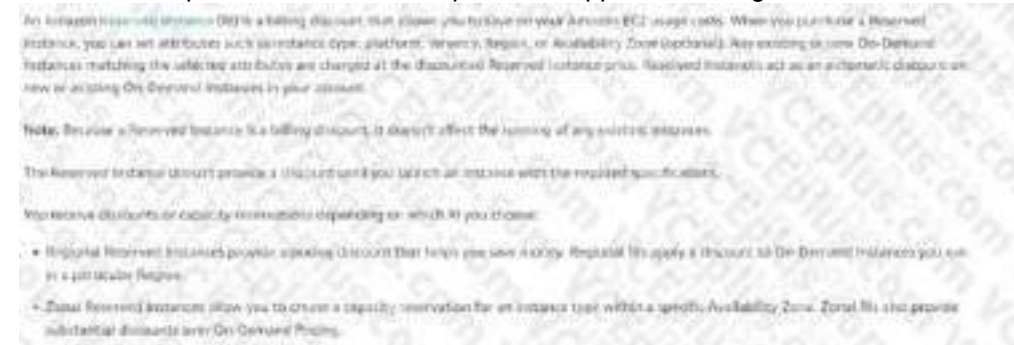 An Amazon Reserved Instance (RI) is a billing discount that allows you to save on your Amazon EC2 usage costs. When you purchase a Reserved
Instance, you can set attributes such as instance type, platform, tenancy, Region, or Availability Zone (optional). Any existing or new On-Demand
Instances matching the selected attributes are charged at the discounted Reserved Instance price. Reserved Instances act as an automatic discount on
new or existing On-Demand Instances in your account.
Note: Because a Reserved Instance is a billing discount, it doesn't affect the running of any existing instances.
The Reserved Instance doesn't provide a discount until you launch an instance with the required specifications.
You receive discounts or capacity reservations depending on which RI you choose:
• Regional Reserved Instances provide a discount that helps you save money. Regional RIs apply a discount to On-Demand Instances you run
in a particular Region.
• Zonal Reserved Instances allow you to create a capacity reservation for an instance type within a specific Availability Zone. Zonal RIs also provide
substantial discounts over On-Demand Pricing.